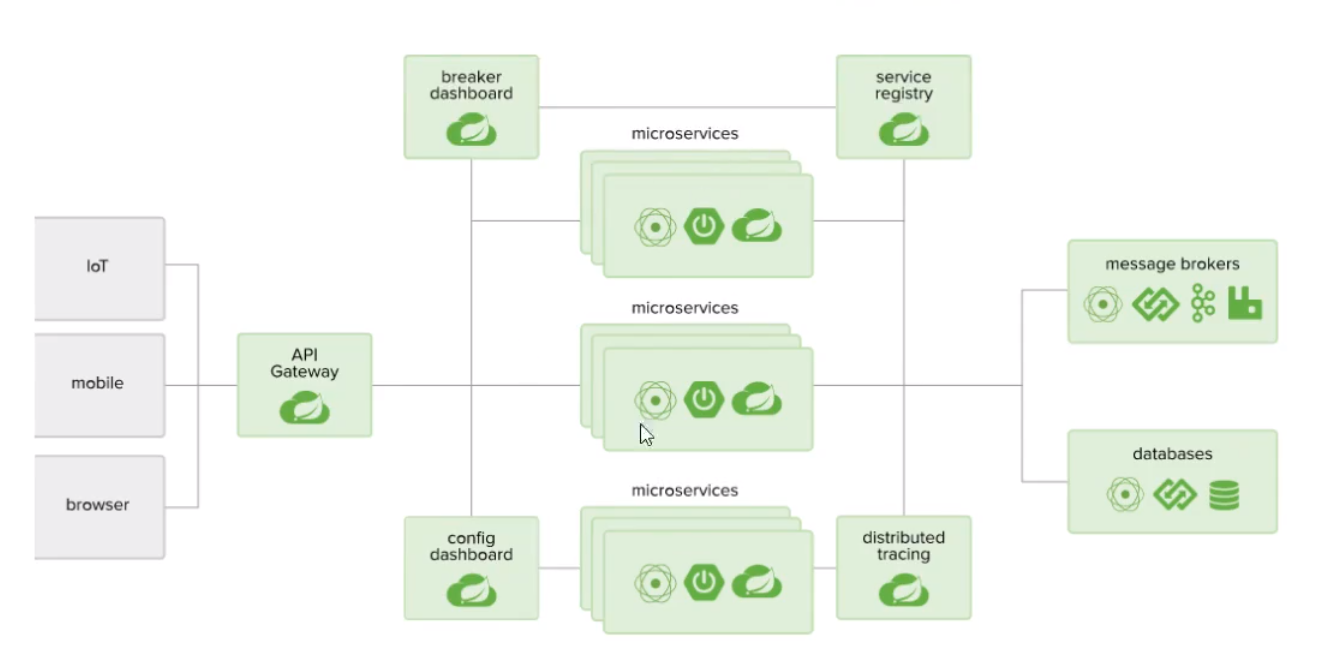 breaker
dashboard
service
registry
microservices
IoT
mobile
browser
API
Gateway
microservices
message brokers
databases
microservices
config
dashboard
distributed
tracing